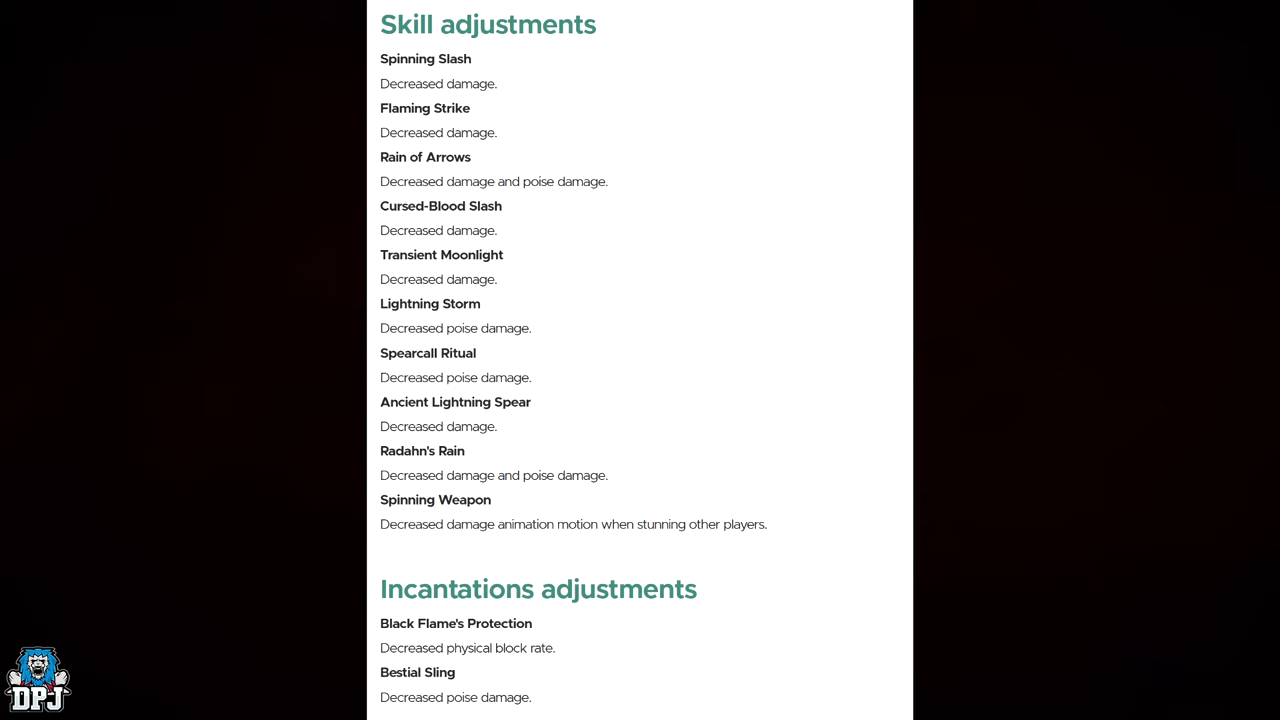 Skill adjustments
Spinning Slash
Decreased damage.
Flaming Strike
Decreased damage.
Rain of Arrows
Decreased damage and poise damage.
Cursed-Blood Slash
Decreased damage.
Transient Moonlight
Decreased damage.
Lightning Storm
Decreased poise damage.
Spearcall Ritual
Decreased poise damage.
Ancient Lightning Spear
Decreased damage.
Radahn's Rain
Decreased damage and poise damage.
Spinning Weapon
Decreased damage animation motion when stunning other players.
Incantations adjustments
Black Flame's Protection
Decreased physical block rate.
Bestial Sling
Decreased poise damage.
DPJ